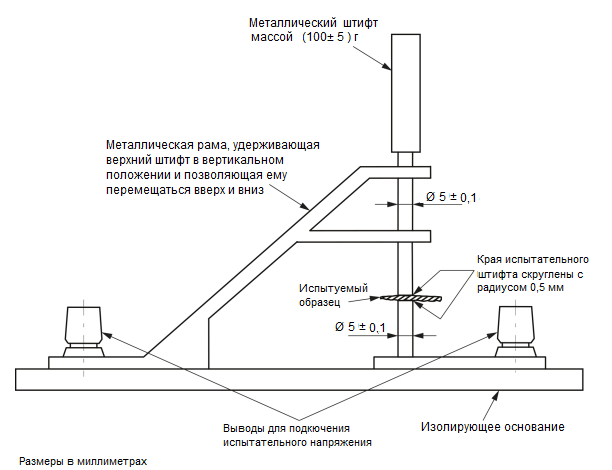 Металлический штифт
массой (100± 5 ) г
Металлическая рама, удерживающая
верхний штифт в вертикальном
положении и позволяющая ему
перемещаться вверх и вниз
Ø 5 ± 0,1
Края испытательного
штифта скруглены с
радиусом 0,5 мм
Испытуемый
образец
Ø 5 ± 0,1
Выводы для подкючения
испытательного напряжения
Изолирующее основание
Размеры в миллиметрах